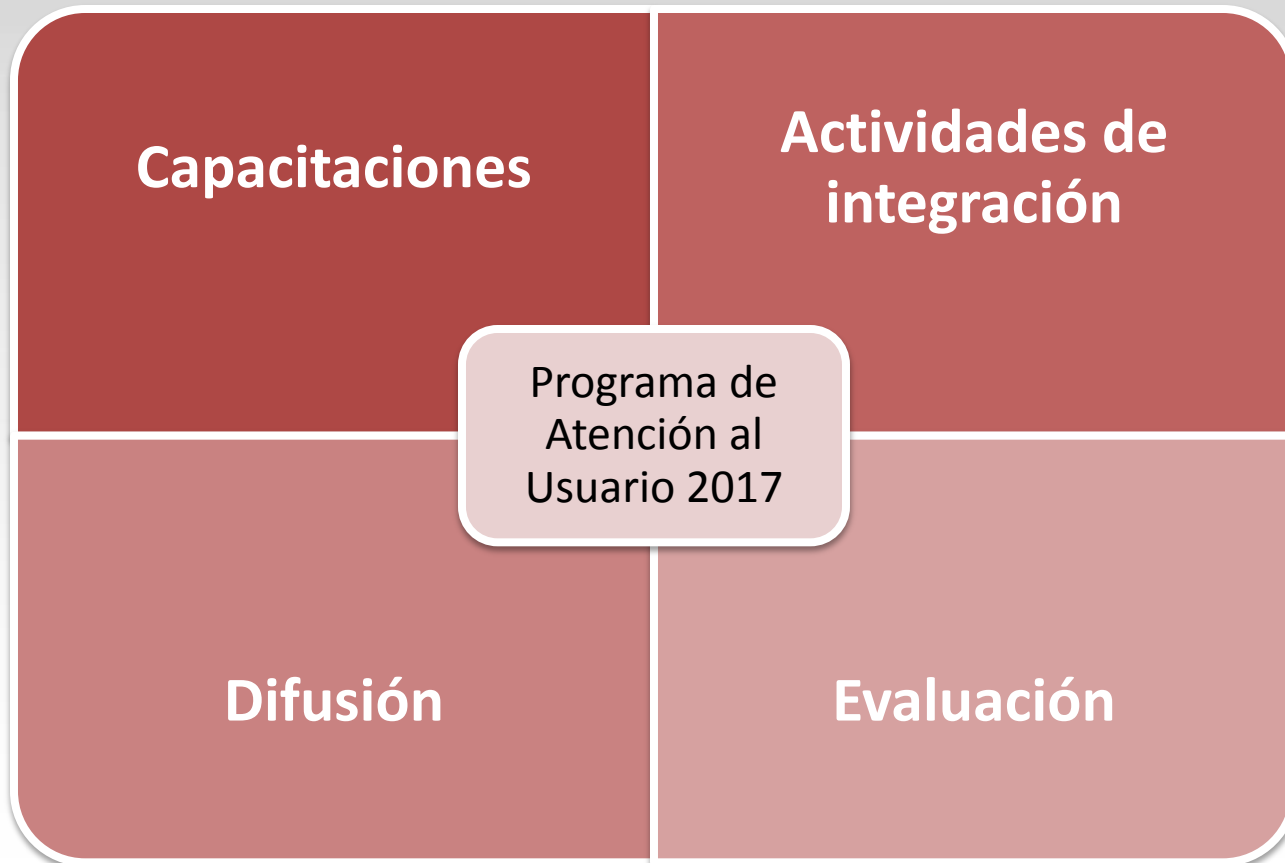 Capacitaciones
Actividades de
integración
Programa de
Atención al
Usuario 2017
Difusión
Evaluación